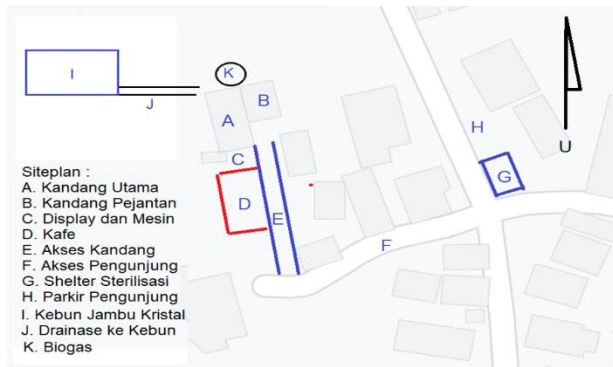 K
I
B
J
A
H
U
C
G
Siteplan :
A. Kandang Utama
B. Kandang Pejantan
C. Display dan Mesin
D. Kafe
E. Akses Kandang
F. Akses Pengunjung
G. Shelter Sterilisasi
H. Parkir Pengunjung
I. Kebun Jambu Kristal
J. Drainase ke Kebun
K. Biogas
D
E
F